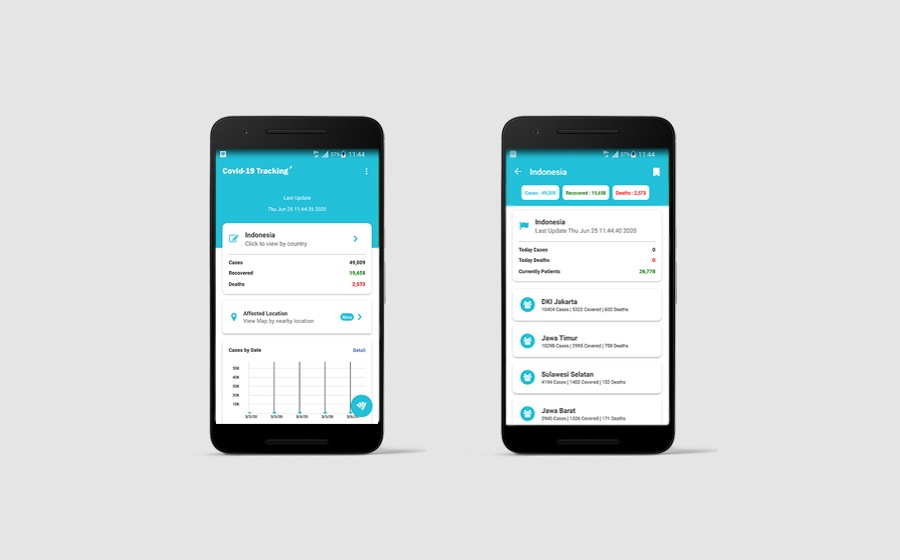 57% 11:44
Covid-19 Tracking
Last Update
Thu Jun 25 11:44:35 2020
Indonesia
Click to view by country
Cases 49,009
Recovered 19,658
Deaths 2,573
Affected Location
View Map by nearby location
New
Cases by Date Detail
50K
40K
30K
20K
10K
3/2/20 3/3/20 3/4/20 3/5/20 3/6/20
57% 11:44
Indonesia
Cases : 49,009 Recovered : 19,658 Deaths : 2,573
Indonesia
Last Update Thu Jun 25 11:44:40 2020
Today Cases 0
Today Deaths 0
Currently Patients 26,778
DKI Jakarta
10404 Cases | 5322 Covered | 602 Deaths
Jawa Timur
10298 Cases | 2995 Covered | 750 Deaths
Sulawesi Selatan
4194 Cases | 1402 Covered | 152 Deaths
Jawa Barat
Cases | 1326 Covered | 171 Deaths